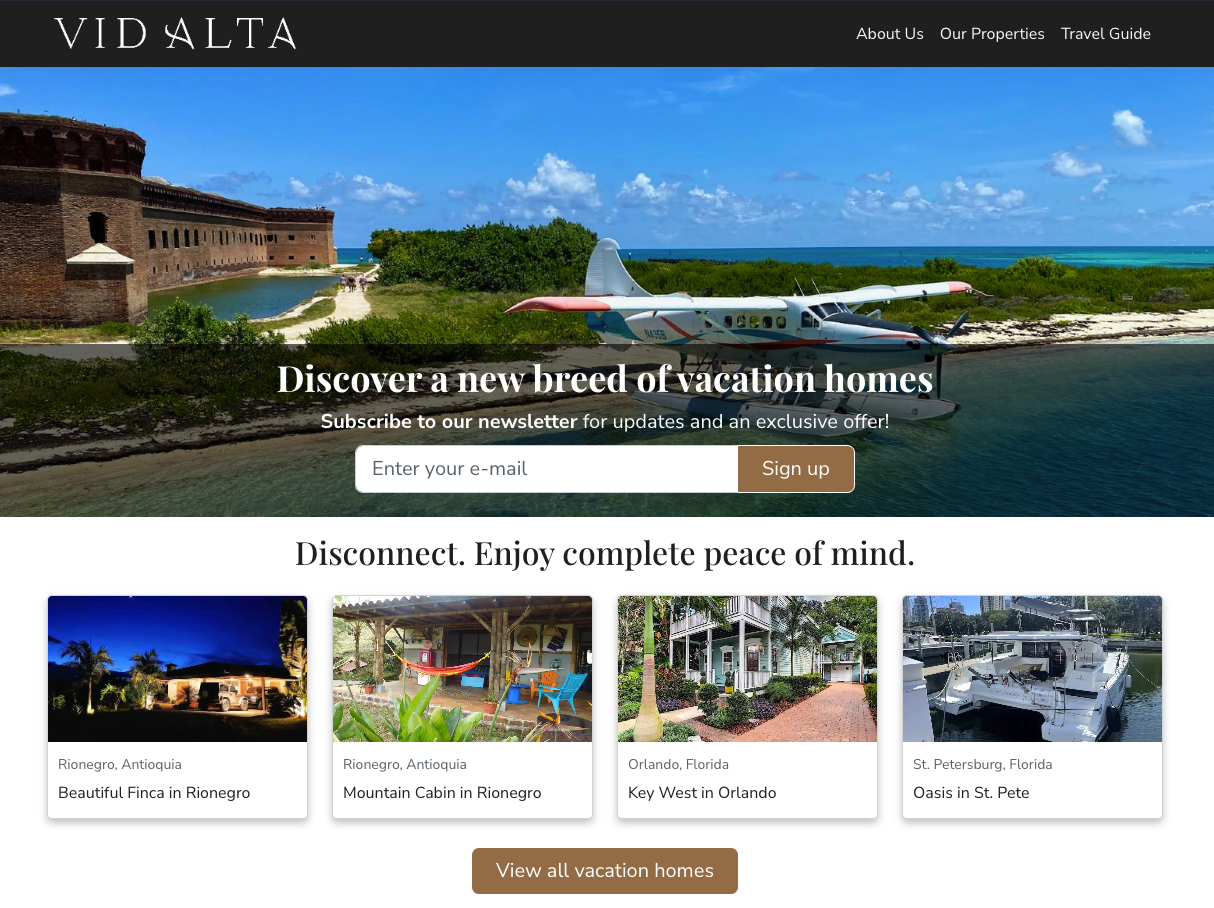 VID ALTA
About Us Our Properties Travel Guide
N435B
Discover a new breed of vacation homes
Subscribe to our newsletter for updates and an exclusive offer!
Enter your e-mail Sign up
Disconnect. Enjoy complete peace of mind.
Rionegro, Antioquia Rionegro, Antioquia Orlando, Florida St. Petersburg, Florida
Beautiful Finca in Rionegro Mountain Cabin in Rionegro Key West in Orlando Oasis in St. Pete
View all vacation homes